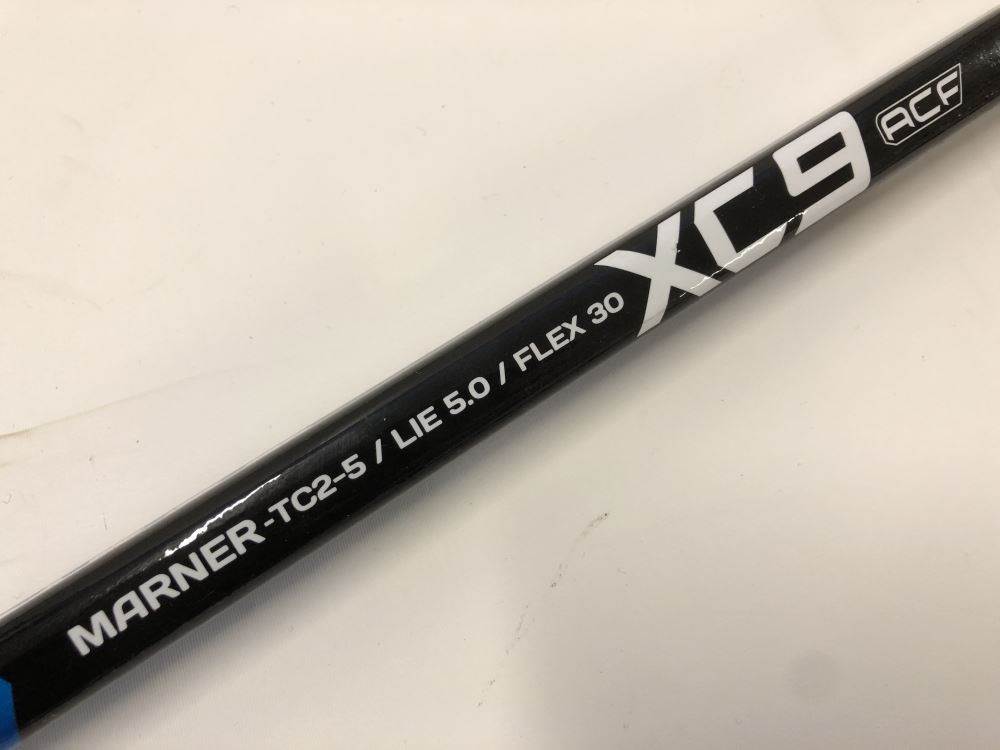 MARNER-TC2-5 / LIE 5.0 / FLEX 30 XC9 ACF